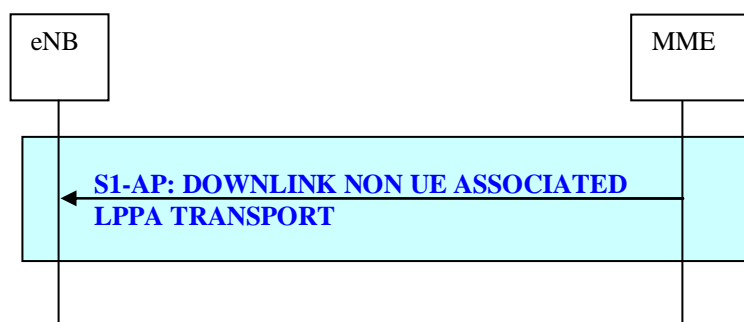 eNB
MME
S1-AP: DOWNLINK NON UE ASSOCIATED
LPPA TRANSPORT